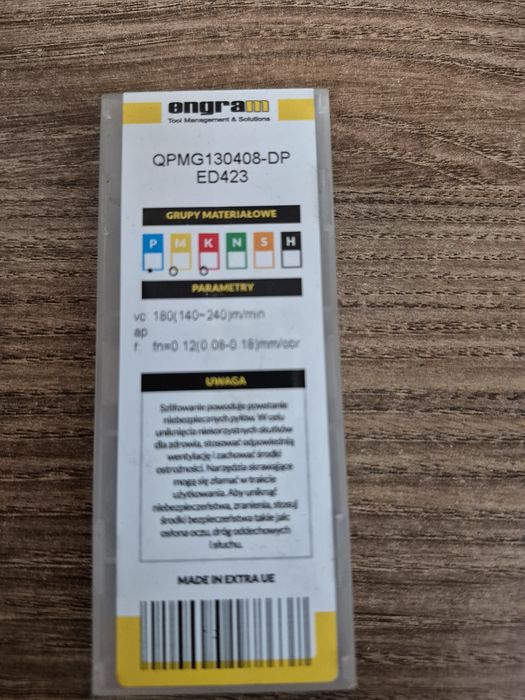 engram
Tool Management & Solutions
QPMG130408-DP
ED423
GRUPY MATERIAŁOWE
P M K N S H
PARAMETRY
vc: 180(140~240)m/min
ap
f: fn=0.12(0.06-0.18)mm/obr
UWAGA
Szlifowanie powoduje powstanie
niebezpiecznych pyłów. W celu
uniknięcia niekorzystnych skutków
dla zdrowia, stosować odpowiednią
wentylację i zachować środki
ostrożności. Narzędzia skrawające
mogą się złamać w trakcie
użytkowania. Aby uniknąć
niebezpieczeństwa, zranienia, stosuj
środki bezpieczeństwa takie jak:
osłona oczu, dróg oddechowych
i słuchu.
MADE IN EXTRA UE